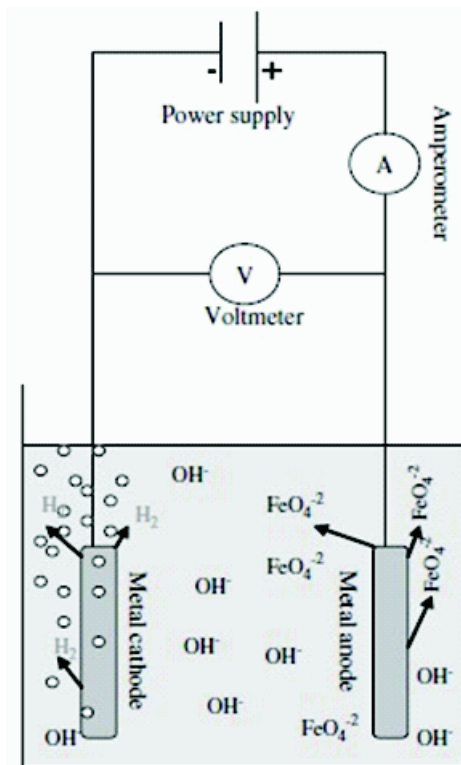 - +
Power supply
A
Amperometer
V
Voltmeter
OH⁻
H₂
H₂
FeO₄⁻²
FeO₄⁻²
FeO₄⁻²
FeO₄⁻²
OH⁻
Metal cathode
Metal anode
OH⁻
OH⁻
H₂
OH⁻
OH⁻
FeO₄⁻²
OH⁻
OH⁻